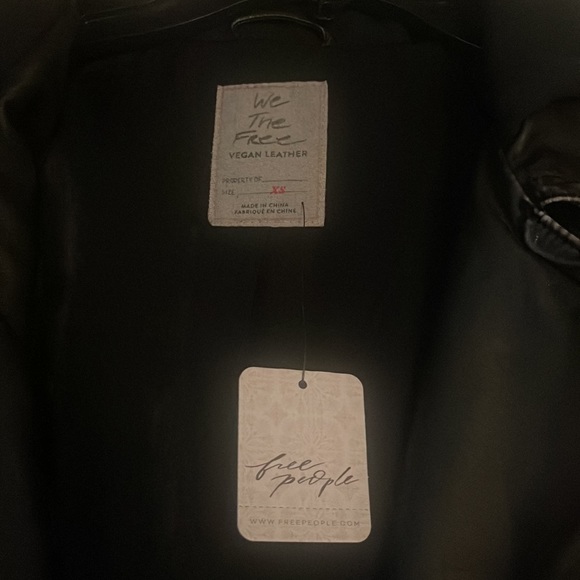 We
The
Free
VEGAN LEATHER
PROPERTY OF
SIZE XS
MADE IN CHINA
FABRIQUÉ EN CHINE
free
people
WWW.FREEPEOPLE.COM